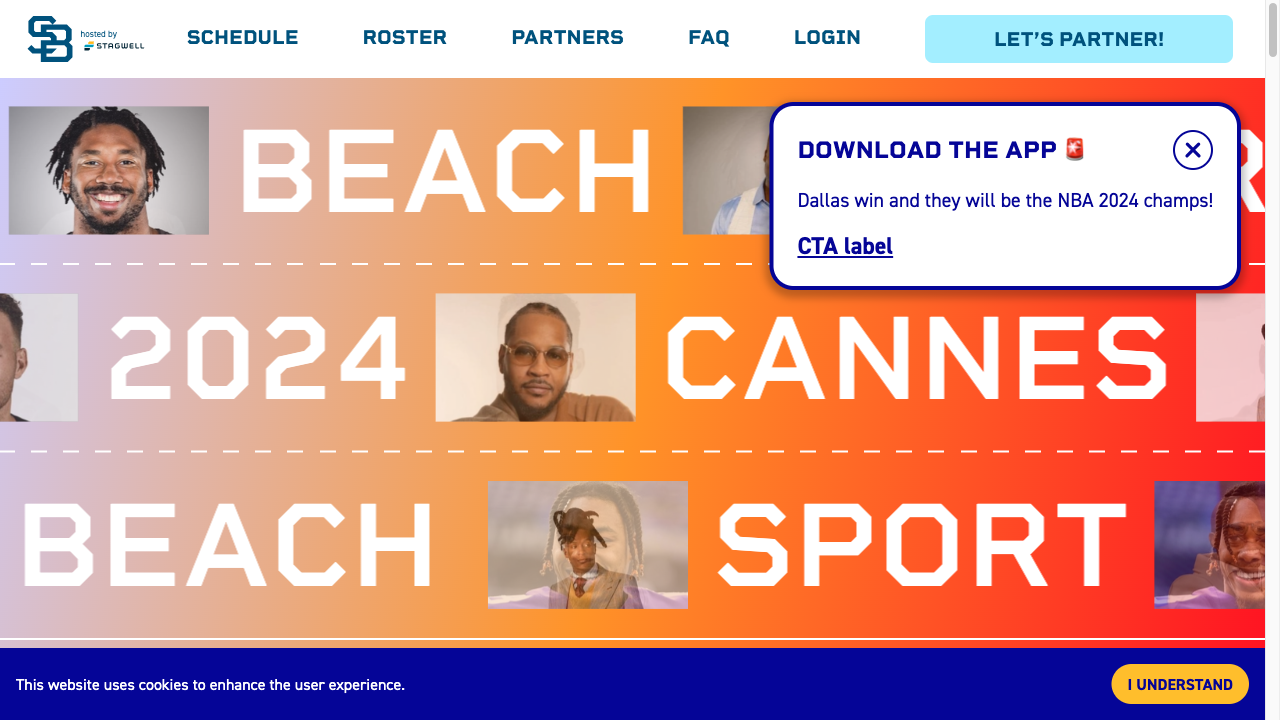 SB
hosted by
STAGWELL
SCHEDULE
ROSTER
PARTNERS
FAQ
LOGIN
LET’S PARTNER!
BEACH
DOWNLOAD THE APP 🚨
Dallas win and they will be the NBA 2024 champs!
CTA label
2024
CANNES
BEACH
SPORT
This website uses cookies to enhance the user experience.
I UNDERSTAND